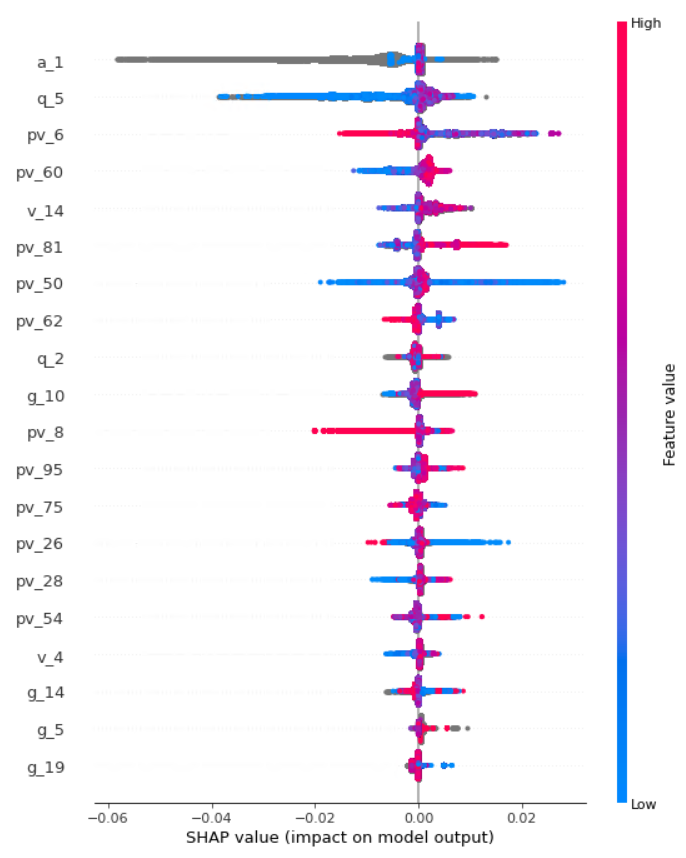 High
a_1
q_5
pv_6
pv_60
v_14
pv_81
pv_50
pv_62
q_2
g_10
pv_8
pv_95
pv_75
pv_26
pv_28
pv_54
v_4
g_14
g_5
g_19
Feature value
Low
−0.06 −0.04 −0.02 0.00 0.02
SHAP value (impact on model output)